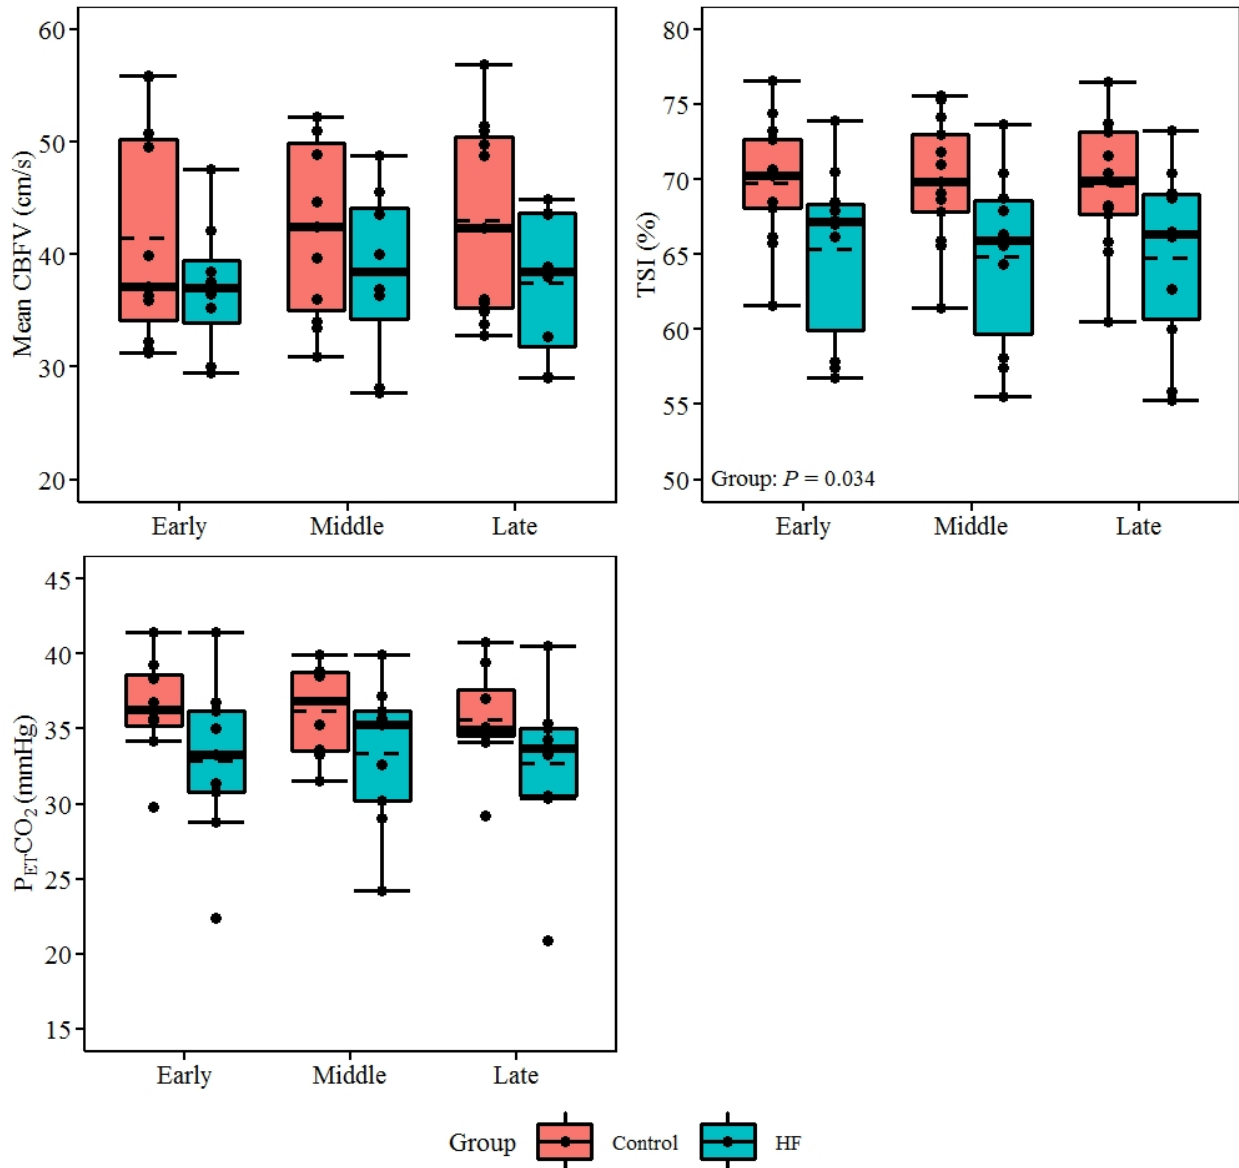 Mean CBFV (cm/s)
60
50
40
30
20
Early Middle Late
TSI (%)
80
75
70
65
60
55
50
Group: P = 0.034
Early Middle Late
PETCO2 (mmHg)
45
40
35
30
25
20
15
Early Middle Late
Group Control HF